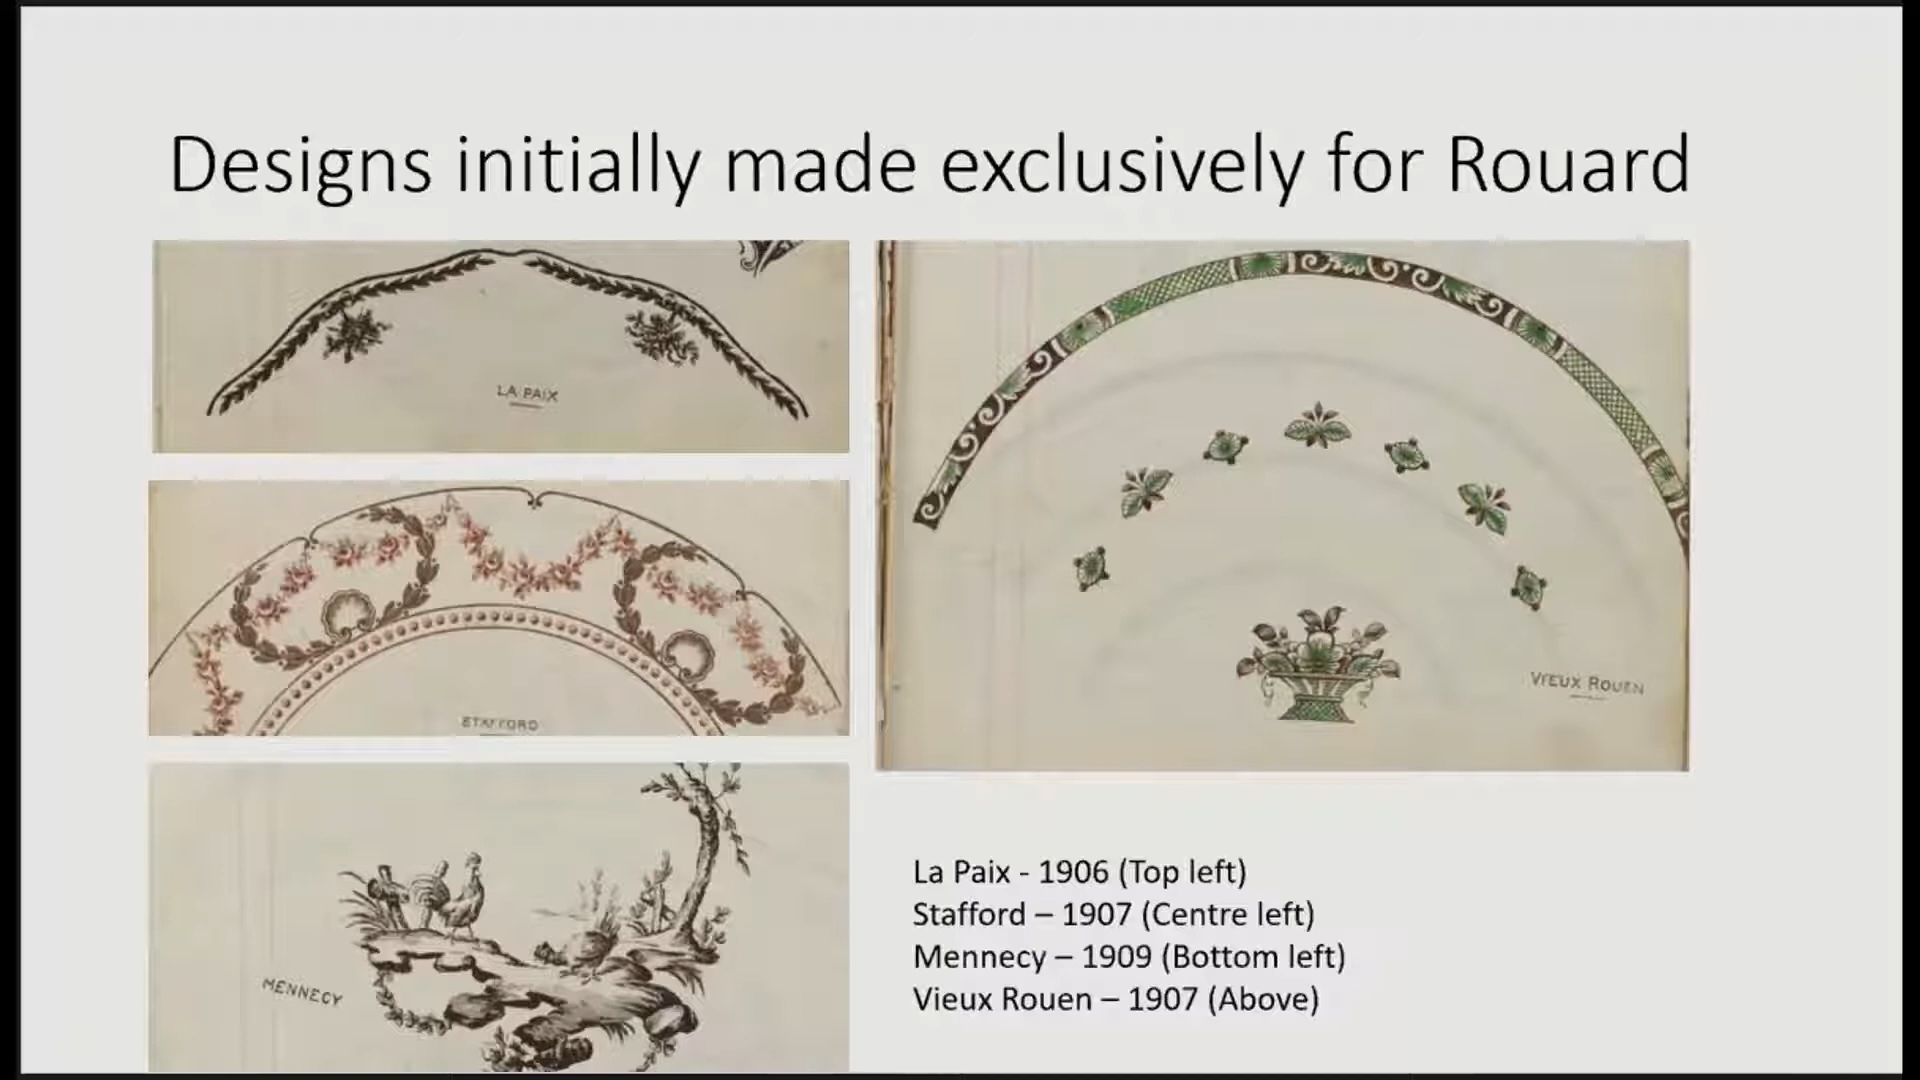 Designs initially made exclusively for Rouard
LA PAIX
STAFFORD
MENNECY
VIEUX ROUEN
La Paix - 1906 (Top left)
Stafford – 1907 (Centre left)
Mennecy – 1909 (Bottom left)
Vieux Rouen – 1907 (Above)